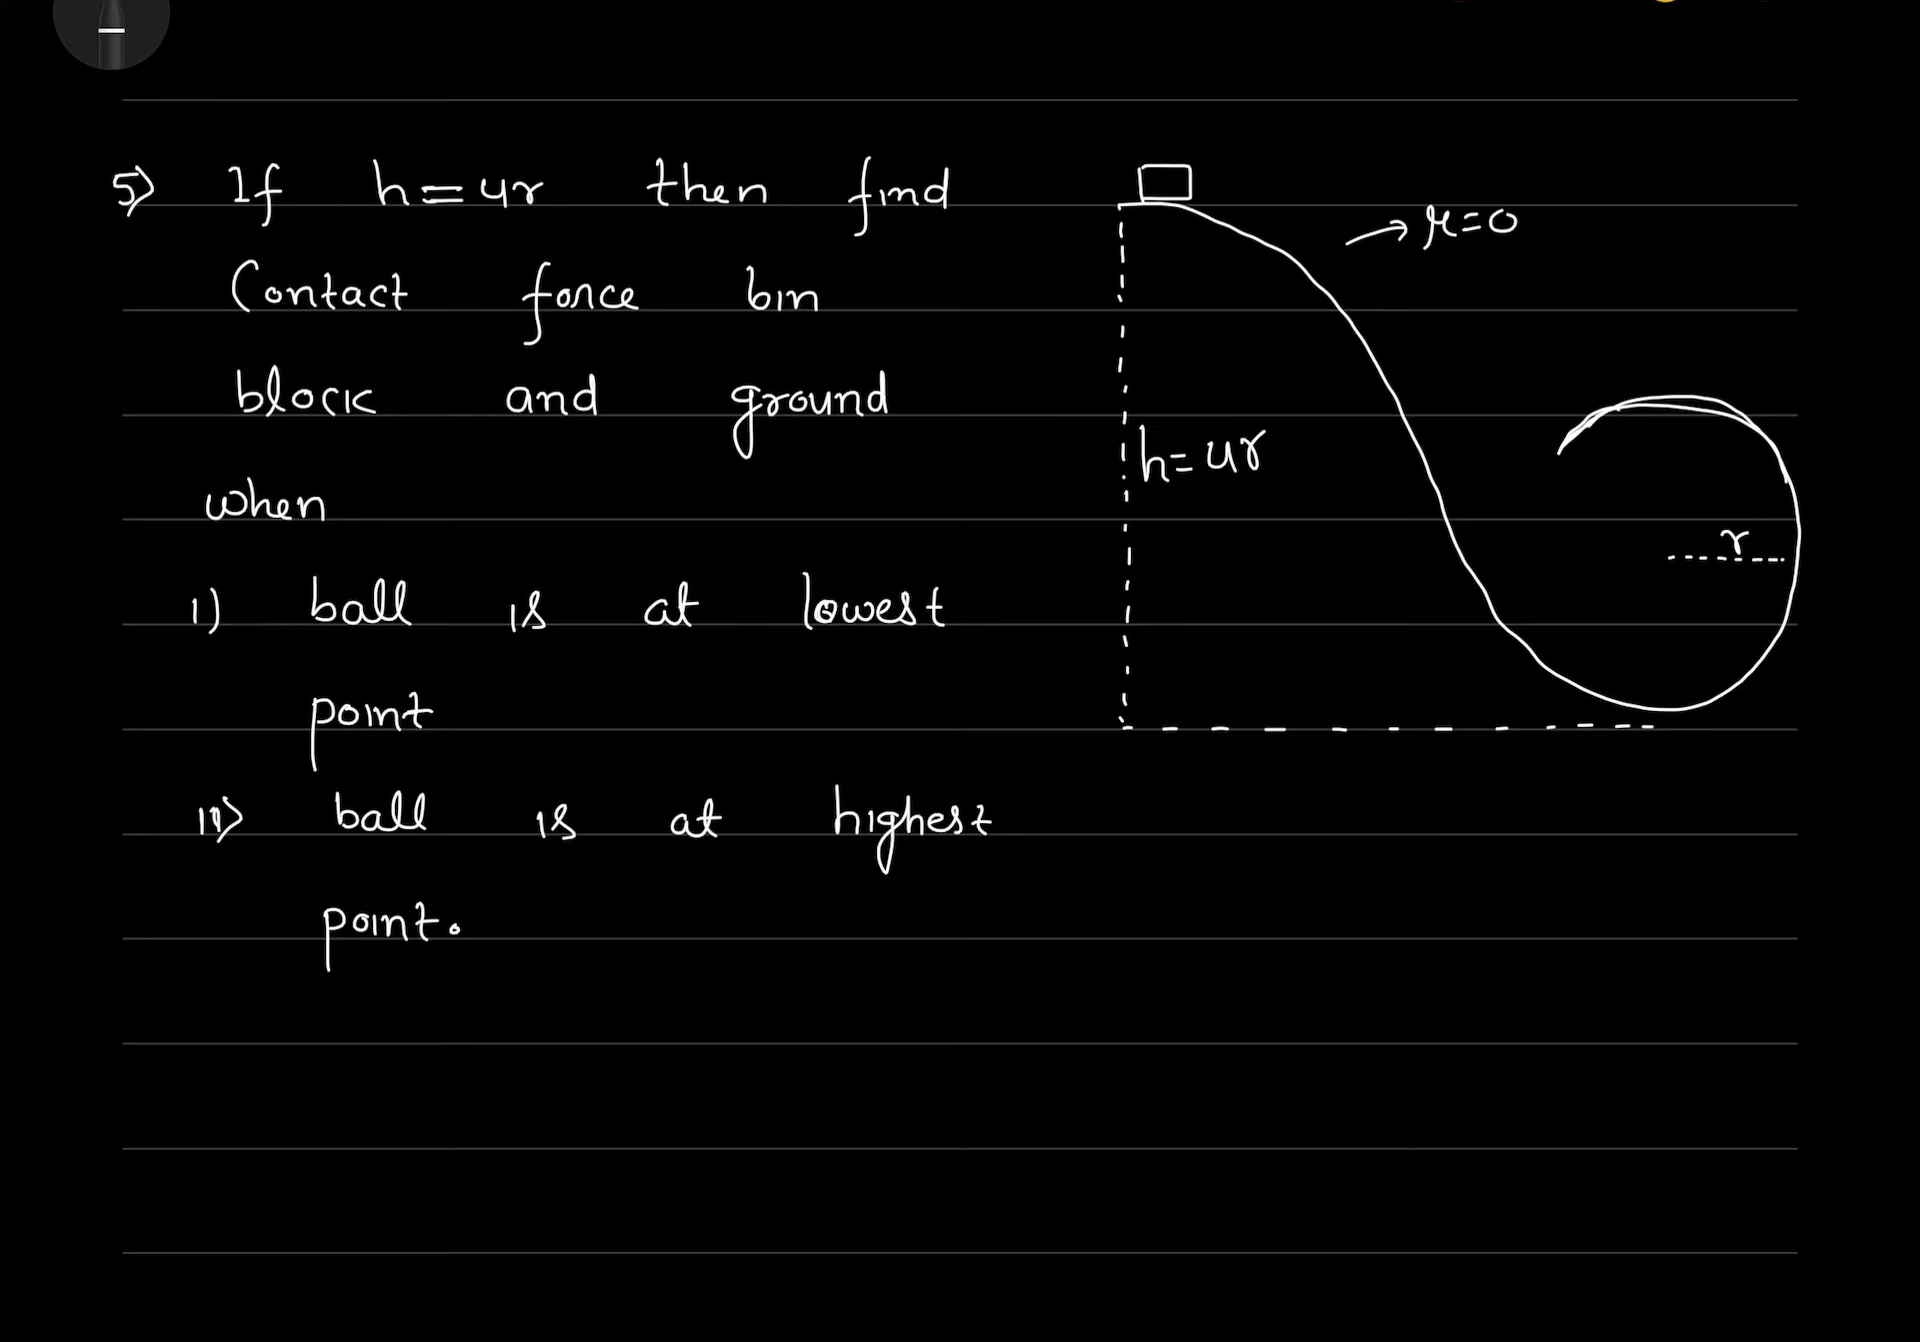 5) If h=4r then find
Contact force b/n
block and ground
when
i) ball is at lowest
point
ii) ball is at highest
point.
→ μ=0
h=4r
r